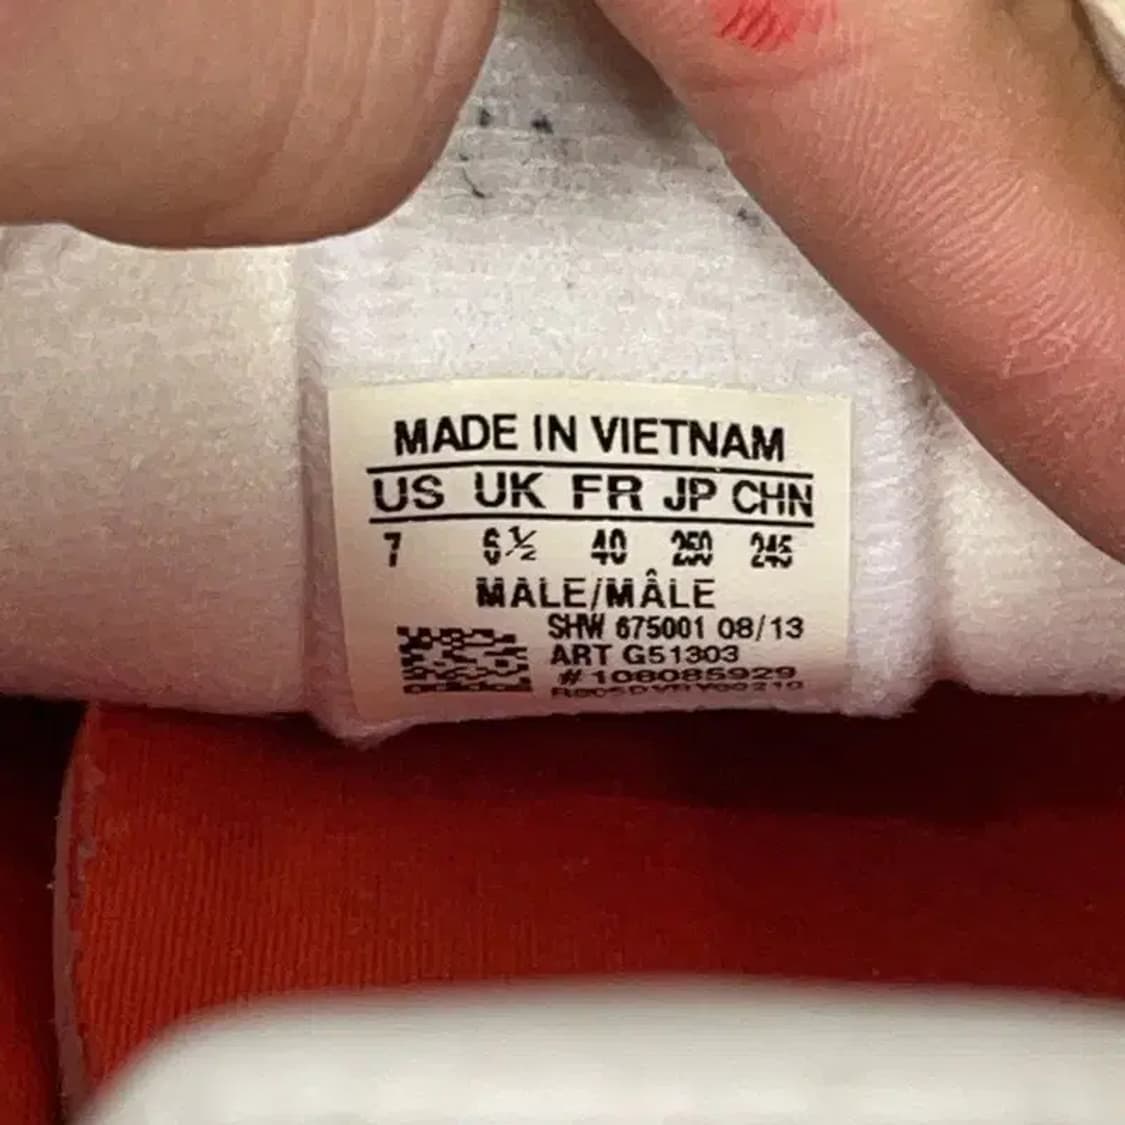 MADE IN VIETNAM
US UK FR JP CHN
7 6½ 40 250 245
MALE/MÂLE
SHW 675001 08/13
ART G51303
# 108085929